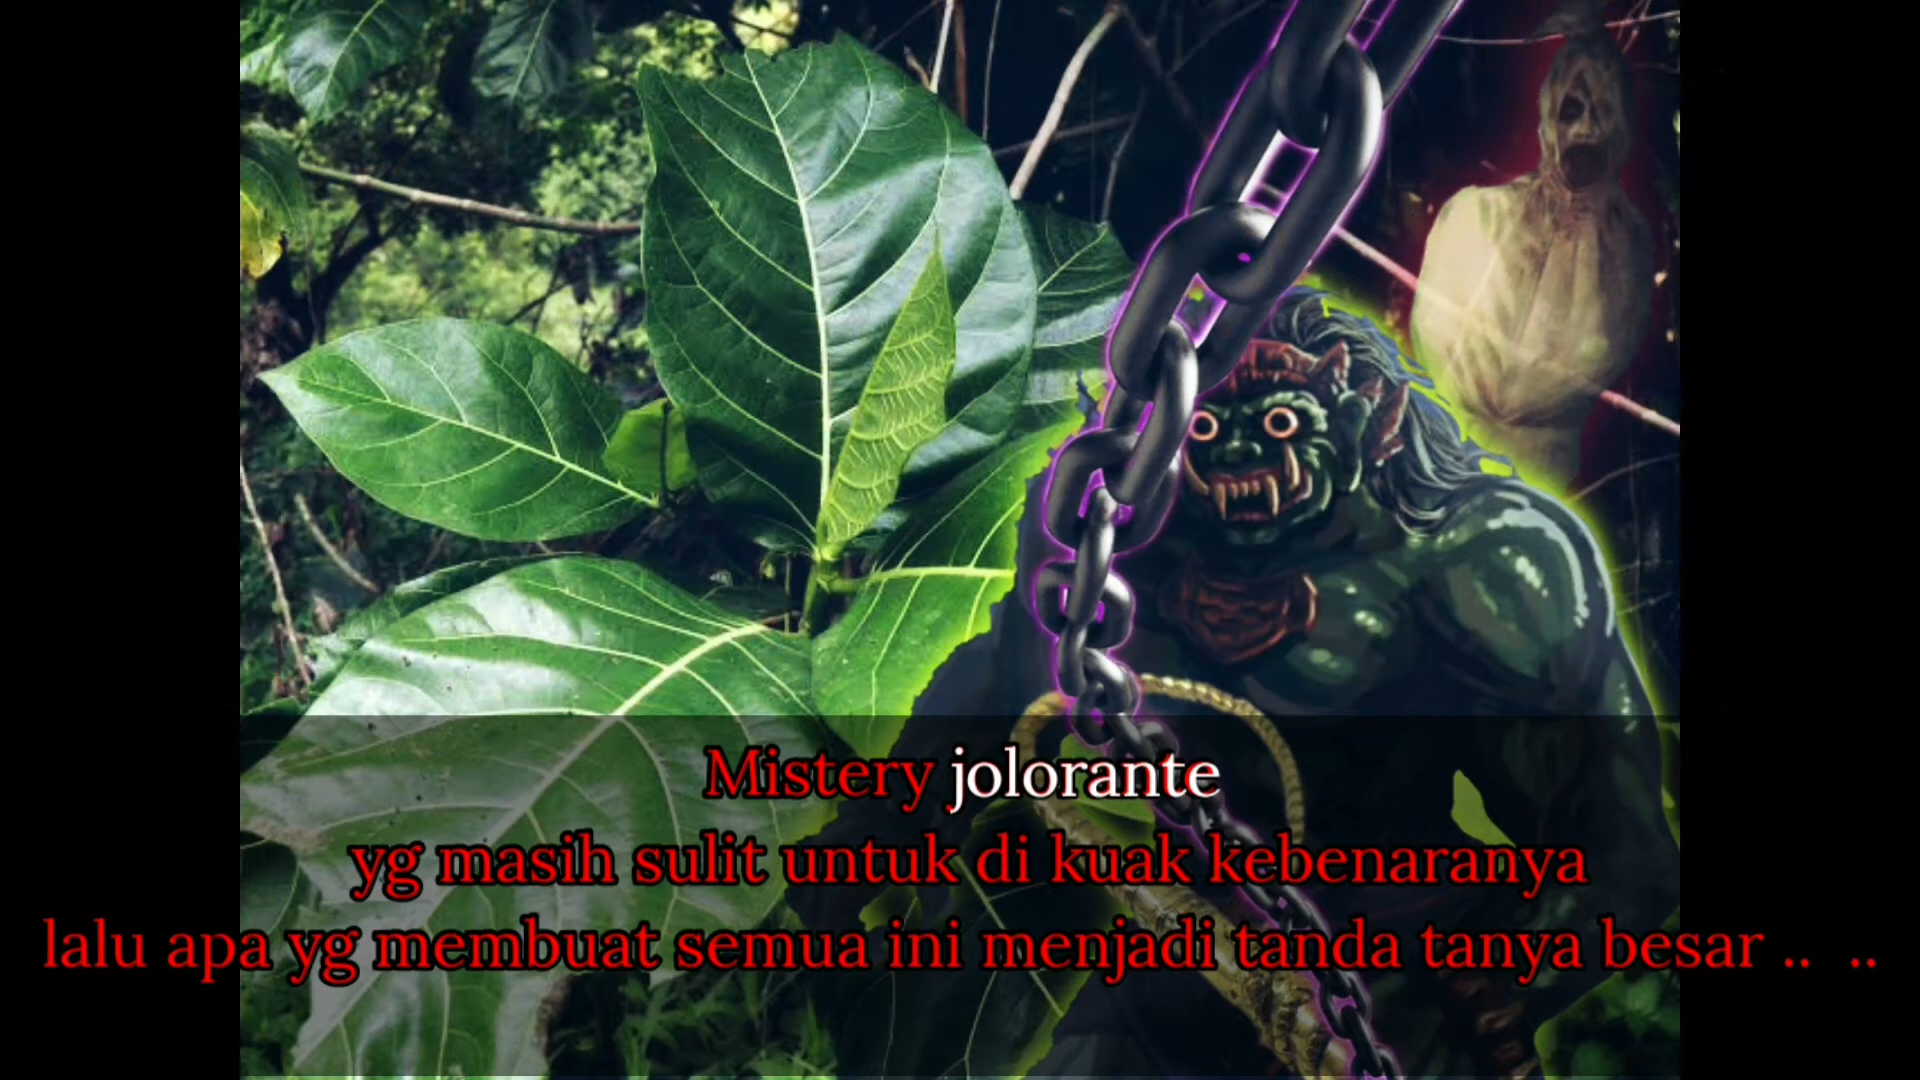 Mistery jolorante
yg masih sulit untuk di kuak kebenaranya
lalu apa yg membuat semua ini menjadi tanda tanya besar ..  ..